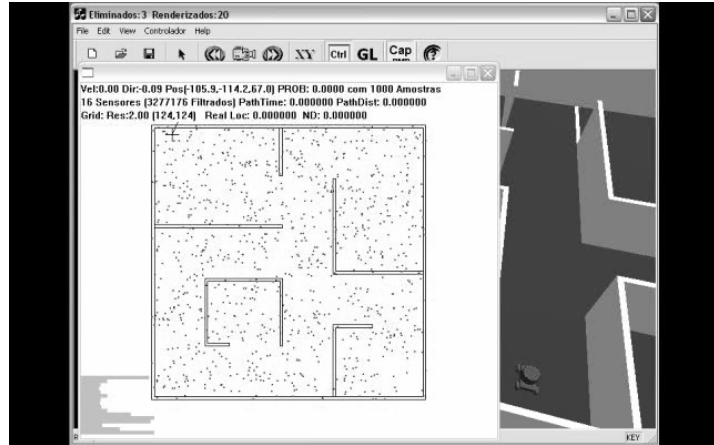 Eliminados:3 Renderizados:20
File Edit View Controlador Help
XY Ctrl GL Cap
Vel:0.00 Dir:-0.09 Pos(-105.9,-114.2,67.0) PROB: 0.0000 com 1000 Amostras
16 Sensores (3277176 Filtrados) PathTime: 0.000000 PathDist: 0.000000
Grid: Res:2.00 (124,124) Real Loc: 0.000000 ND: 0.000000
KEY